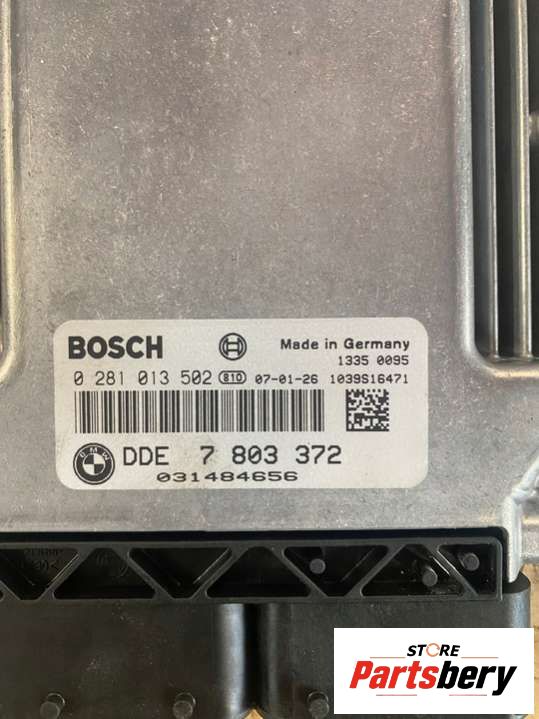 BOSCH
Made in Germany
1335 0095
0 281 013 502 810 07-01-26 1039S16471
BMW
DDE 7 803 372
031484656
STORE
Partsbery